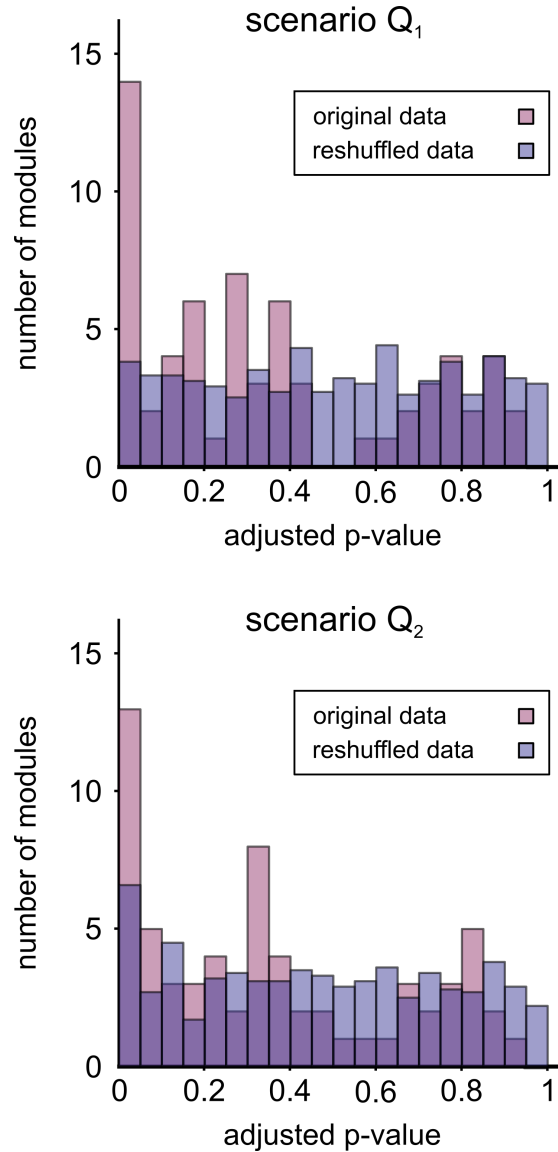 scenario Q1
15
10
5
0
number of modules
original data
reshuffled data
0 0.2 0.4 0.6 0.8 1
adjusted p-value
scenario Q2
15
10
5
0
number of modules
original data
reshuffled data
0 0.2 0.4 0.6 0.8 1
adjusted p-value